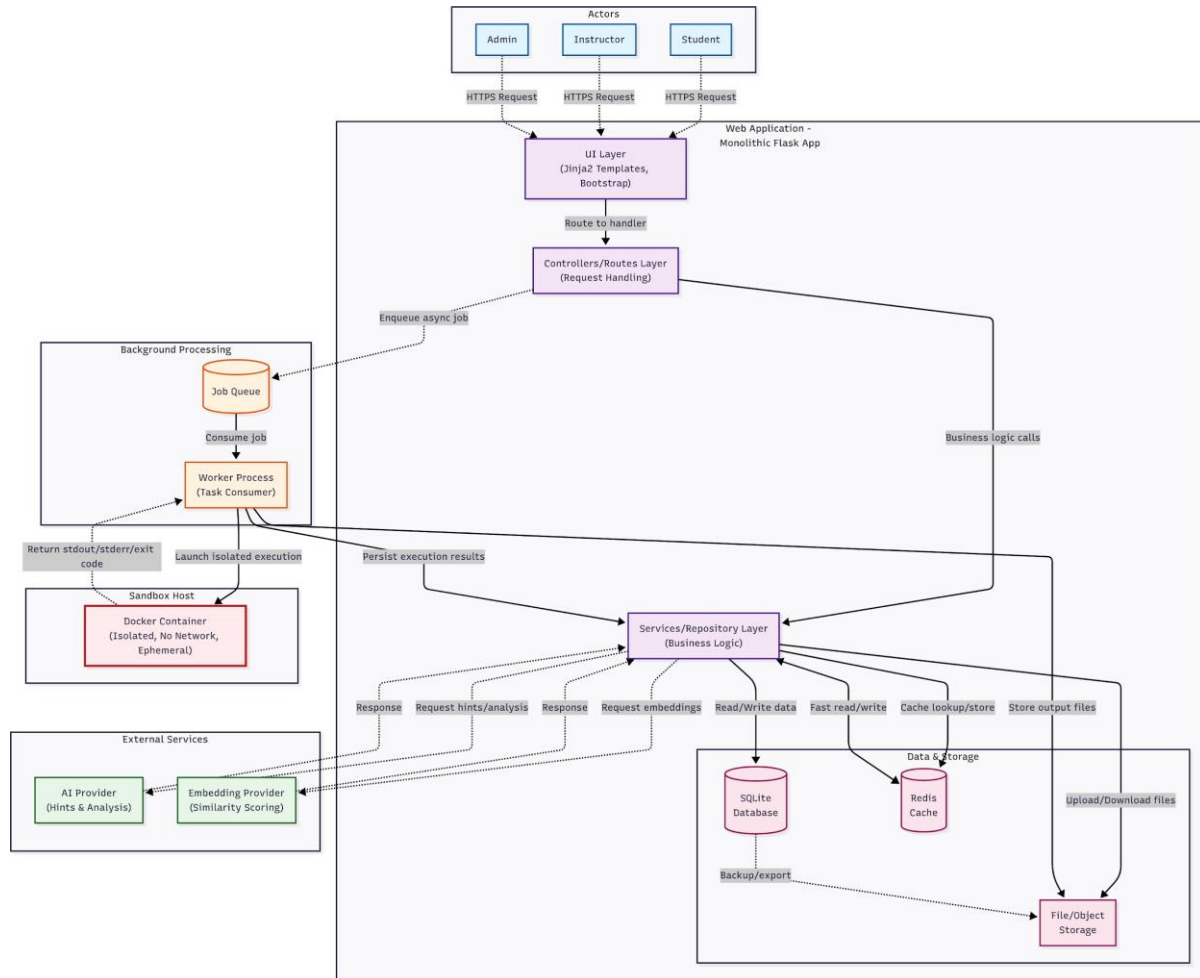 Actors
Admin
Instructor
Student
HTTPS Request
HTTPS Request
HTTPS Request
Web Application -
Monolithic Flask App
UI Layer
(Jinja2 Templates,
Bootstrap)
Route to handler
Controllers/Routes Layer
(Request Handling)
Enqueue async job
Background Processing
Job Queue
Consume job
Business logic calls
Worker Process
(Task Consumer)
Return stdout/stderr/exit
code
Launch isolated execution
Persist execution results
Sandbox Host
Docker Container
(Isolated, No Network,
Ephemeral)
Services/Repository Layer
(Business Logic)
Response
Request hints/analysis
Response
Request embeddings
Read/Write data
Fast read/write
Cache lookup/store
Store output files
External Services
AI Provider
(Hints & Analysis)
Embedding Provider
(Similarity Scoring)
Data & Storage
SQLite
Database
Redis
Cache
Upload/Download files
Backup/export
File/Object
Storage